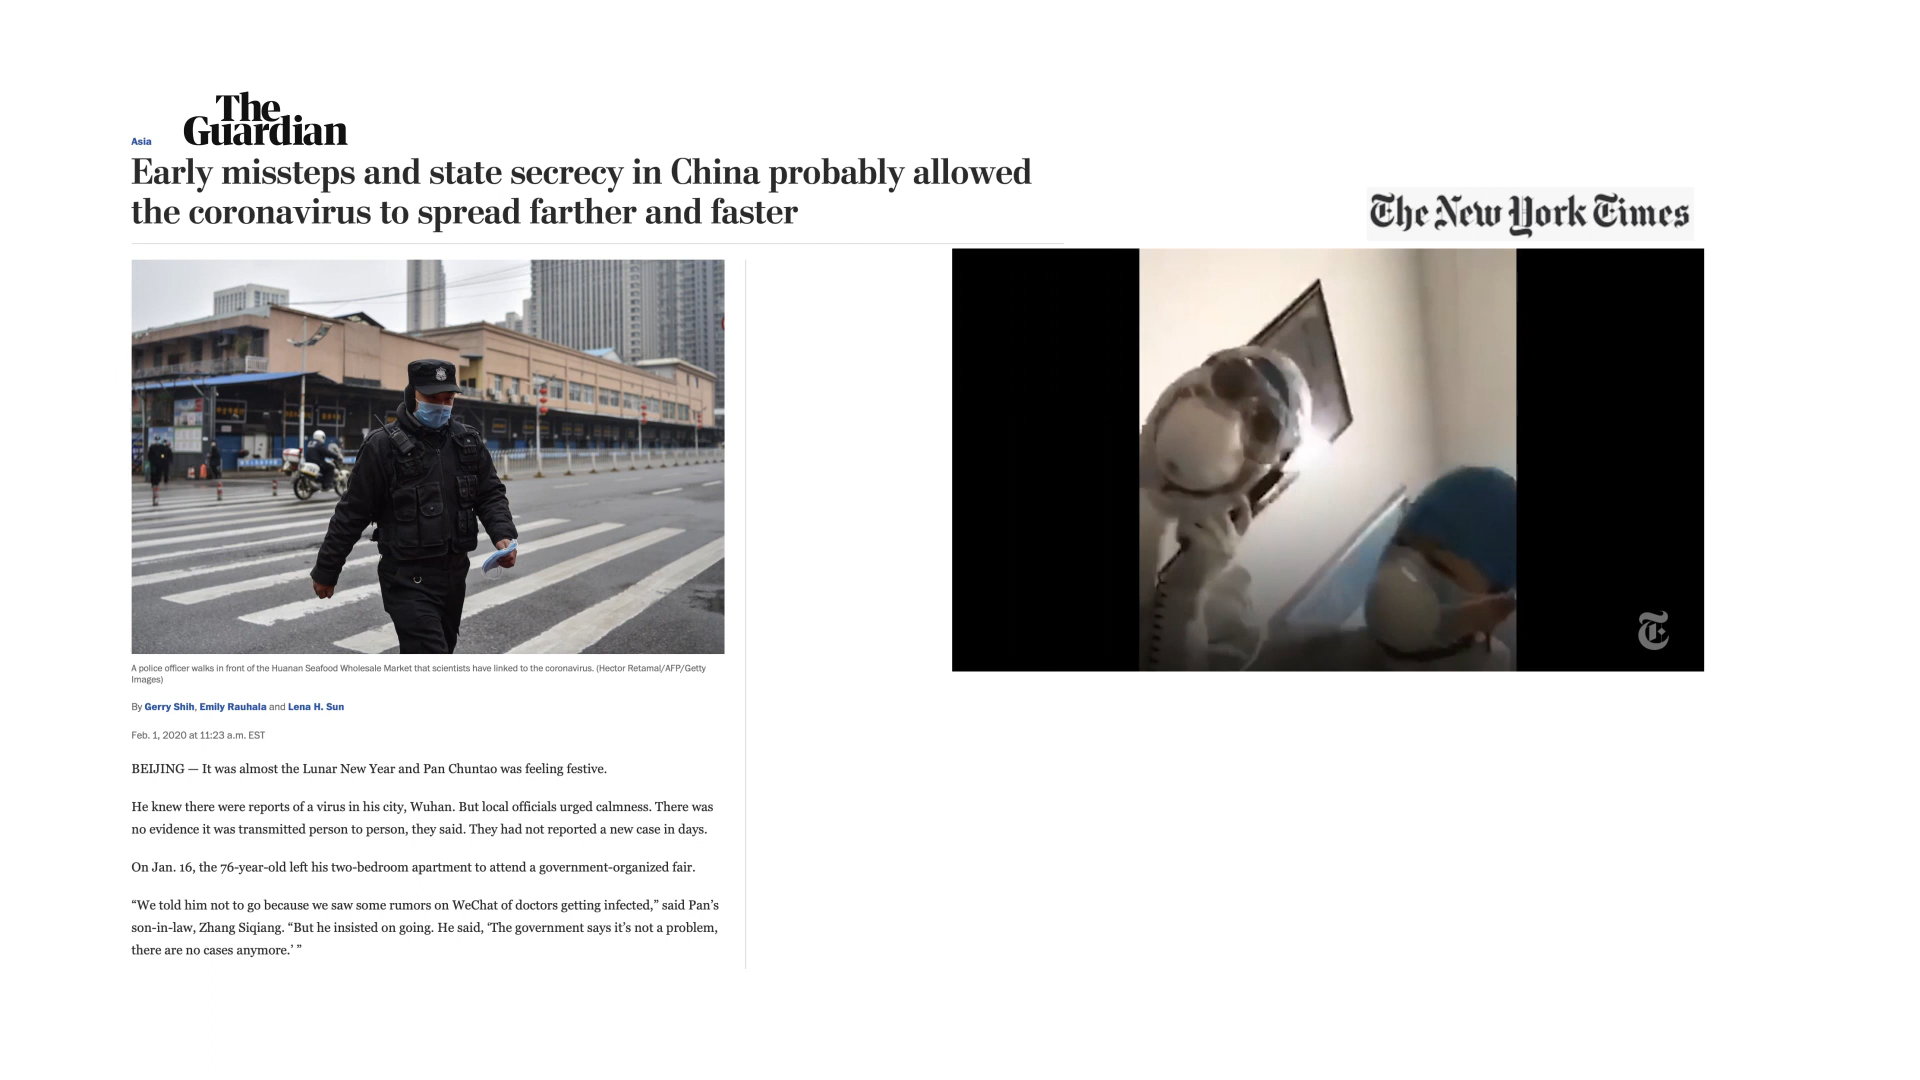 The
Guardian
Asia
Early missteps and state secrecy in China probably allowed
the coronavirus to spread farther and faster
The New York Times
A police officer walks in front of the Huanan Seafood Wholesale Market that scientists have linked to the coronavirus. (Hector Retamal/AFP/Getty
Images)
By Gerry Shih, Emily Rauhala and Lena H. Sun
Feb. 1, 2020 at 11:23 a.m. EST
BEIJING — It was almost the Lunar New Year and Pan Chuntao was feeling festive.
He knew there were reports of a virus in his city, Wuhan. But local officials urged calmness. There was
no evidence it was transmitted person to person, they said. They had not reported a new case in days.
On Jan. 16, the 76-year-old left his two-bedroom apartment to attend a government-organized fair.
“We told him not to go because we saw some rumors on WeChat of doctors getting infected,” said Pan’s
son-in-law, Zhang Siqiang. “But he insisted on going. He said, ‘The government says it’s not a problem,
there are no cases anymore.’ ”
T